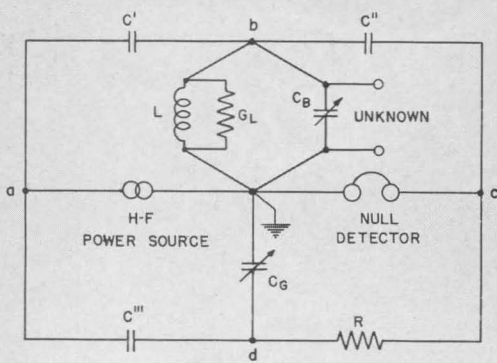 C' b C"
L G_L C_B UNKNOWN
a c
H-F NULL
POWER SOURCE DETECTOR
C_G
C''' R
d